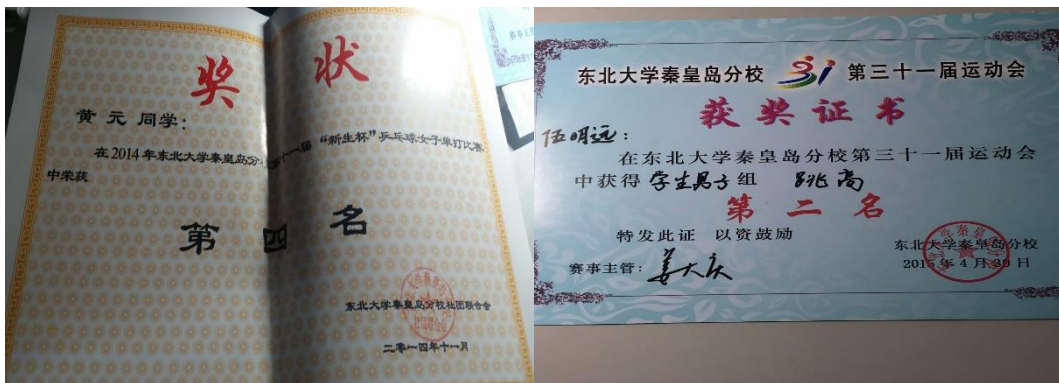 奖 状
黄元 同学：
在2014年东北大学秦皇岛分 十一届 “新生杯”乒乓球女子单打比赛
中荣获
第 四 名
东北大学秦皇岛分校社团联合会
二零一四年十一月
赛事主
东北大学秦皇岛分校 31 第三十一届运动会
获奖证书
伍明远：
在东北大学秦皇岛分校第三十一届运动会
中获得 学生男子 组 跳高
第二名
特发此证 以资鼓励
东北大学秦皇岛分校
2015年4月30日
赛事主管：姜大庆